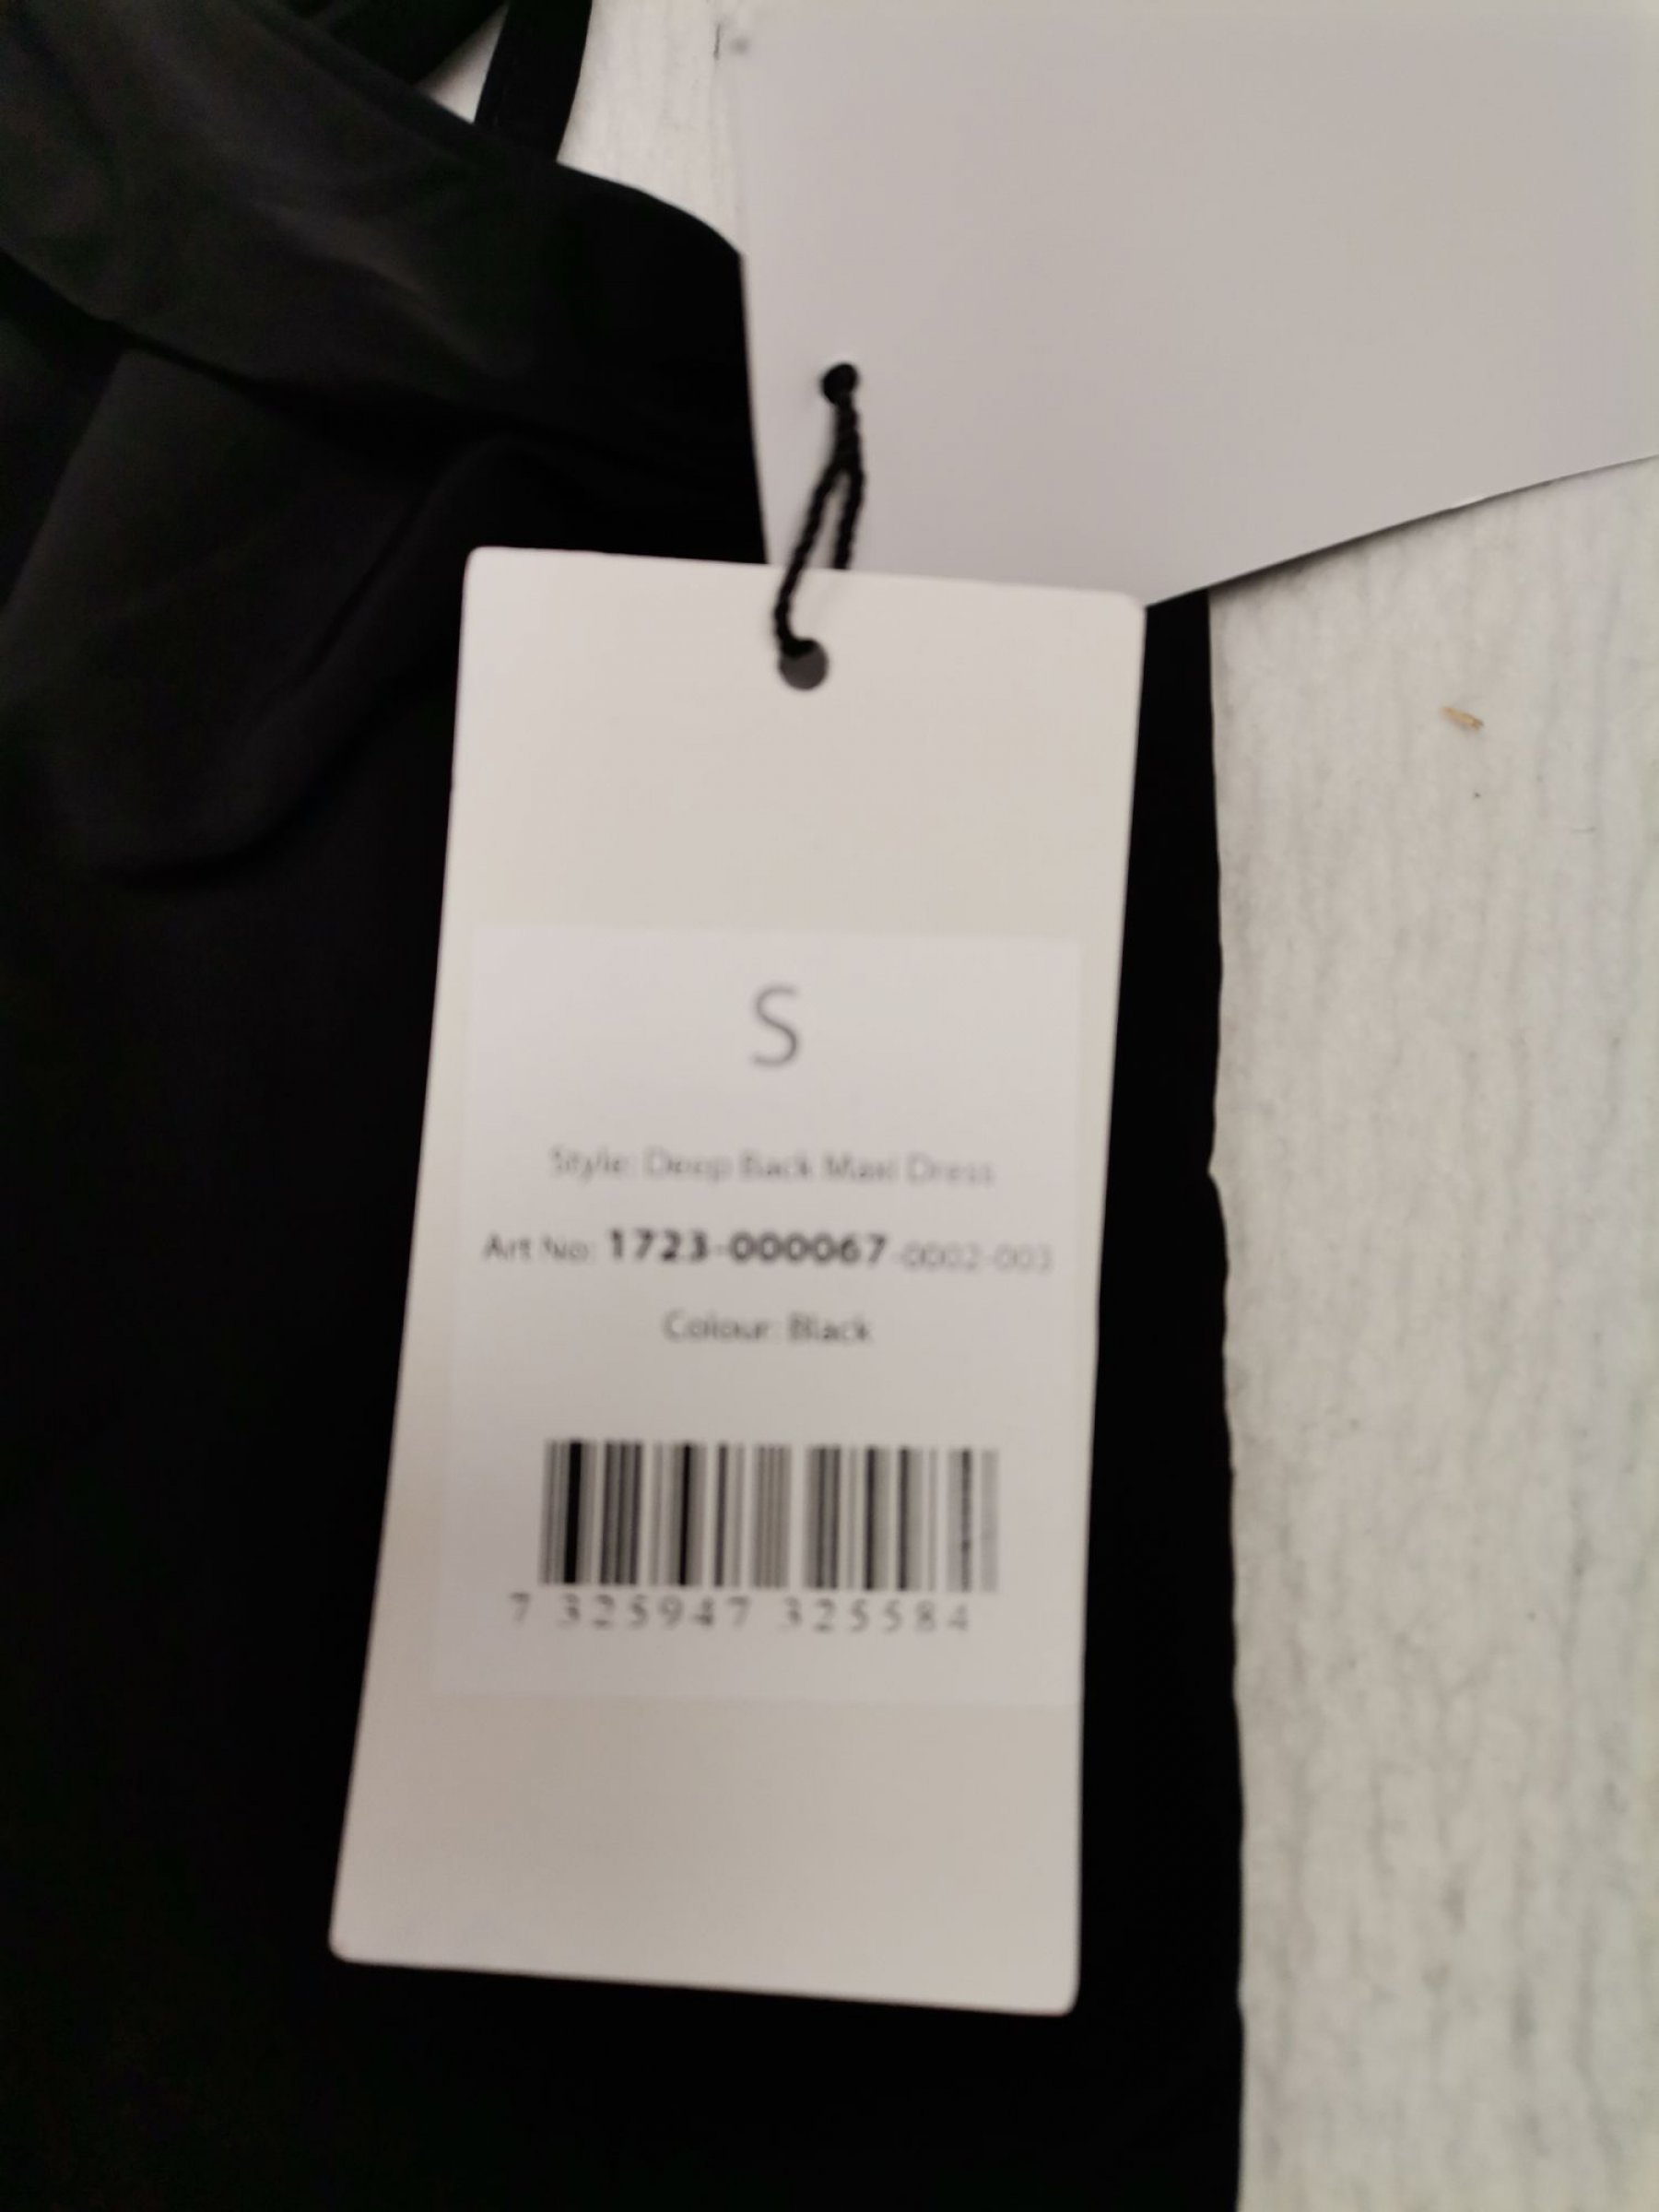 S
Style: Deep Back Maxi Dress
Art No: 1723-000067-0002-003
Colour: Black
7 325947 325584